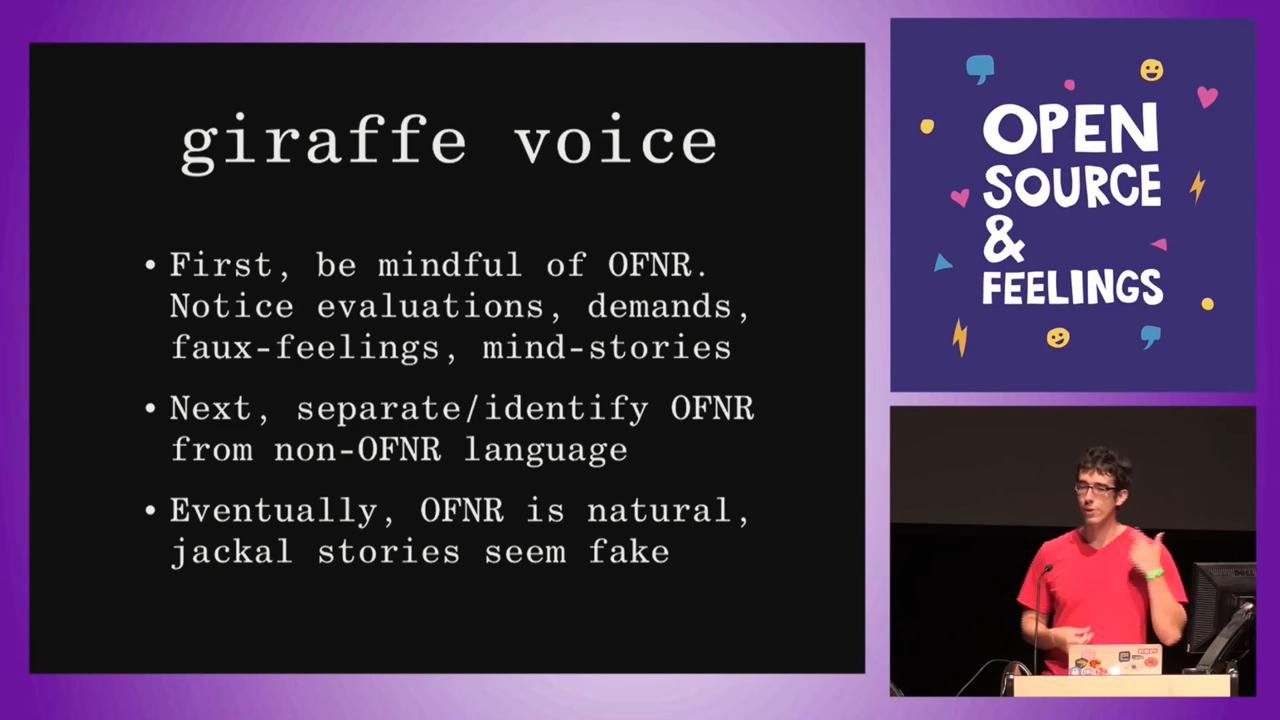 giraffe voice
• First, be mindful of OFNR.
Notice evaluations, demands,
faux-feelings, mind-stories
• Next, separate/identify OFNR
from non-OFNR language
• Eventually, OFNR is natural,
jackal stories seem fake
OPEN
SOURCE
&
FEELINGS
DELL